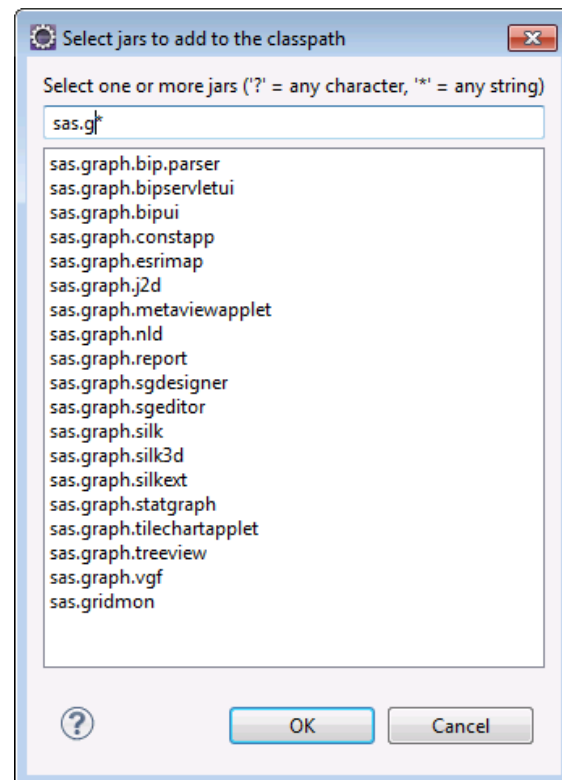 Select jars to add to the classpath
Select one or more jars ('?' = any character, '*' = any string)
sas.g*
sas.graph.bip.parser
sas.graph.bipservletui
sas.graph.bipui
sas.graph.constapp
sas.graph.esrimap
sas.graph.j2d
sas.graph.metaviewapplet
sas.graph.nld
sas.graph.report
sas.graph.sgdesigner
sas.graph.sgeditor
sas.graph.silk
sas.graph.silk3d
sas.graph.silkext
sas.graph.statgraph
sas.graph.tilechartapplet
sas.graph.treeview
sas.graph.vgf
sas.gridmon
? OK Cancel